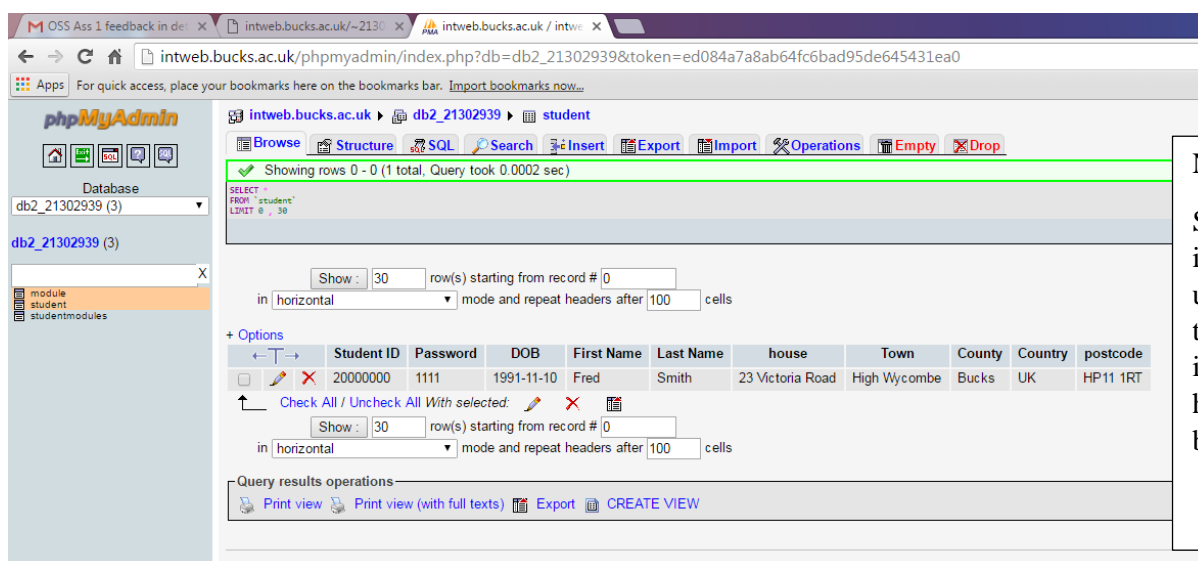 OSS Ass 1 feedback in det
intweb.bucks.ac.uk/~2130
intweb.bucks.ac.uk / intwe
intweb.bucks.ac.uk/phpmyadmin/index.php?db=db2_21302939&token=ed084a7a8ab64fc6bad95de645431ea0
Apps For quick access, place your bookmarks here on the bookmarks bar. Import bookmarks now...
phpMyAdmin
Database
db2_21302939 (3)
db2_21302939 (3)
X
module
student
studentmodules
intweb.bucks.ac.uk ▸ db2_21302939 ▸ student
Browse Structure SQL Search Insert Export Import Operations Empty Drop
Showing rows 0 - 0 (1 total, Query took 0.0002 sec)
SELECT *
FROM `student`
LIMIT 0 , 30
Show : 30 row(s) starting from record # 0
in horizontal mode and repeat headers after 100 cells
+ Options
←T→ Student ID Password DOB First Name Last Name house Town County Country postcode
20000000 1111 1991-11-10 Fred Smith 23 Victoria Road High Wycombe Bucks UK HP11 1RT
Check All / Uncheck All With selected:
Show : 30 row(s) starting from record # 0
in horizontal mode and repeat headers after 100 cells
Query results operations
Print view Print view (with full texts) Export CREATE VIEW